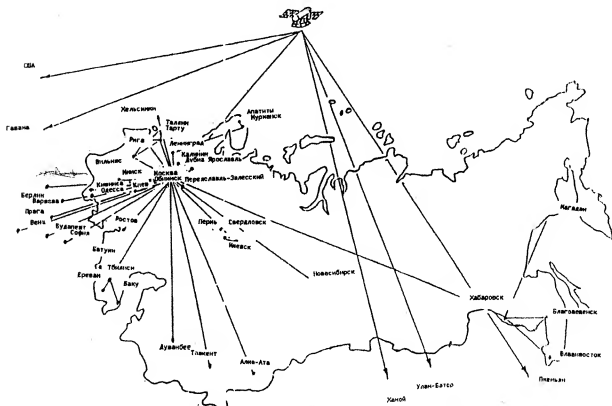 США
Гавана
Хельсинки
Таллин
Тарту
Апатиты
Мурманск
Рига
Ленинград
Калинин
Вильнюс
Дубна Ярославль
Минск
Москва
Обнинск
Переславль-Залесский
Кишинев
Киев
Одесса
Берлин
Варшава
Прага
Вена
Будапешт
София
Ростов
Пермь
Свердловск
Ижевск
Магадан
Батуми
Тбилиси
Ереван
Баку
Новосибирск
Хабаровск
Благовещенск
Владивосток
Душанбе
Ташкент
Алма-Ата
Улан-Батор
Ханой
Пхеньян